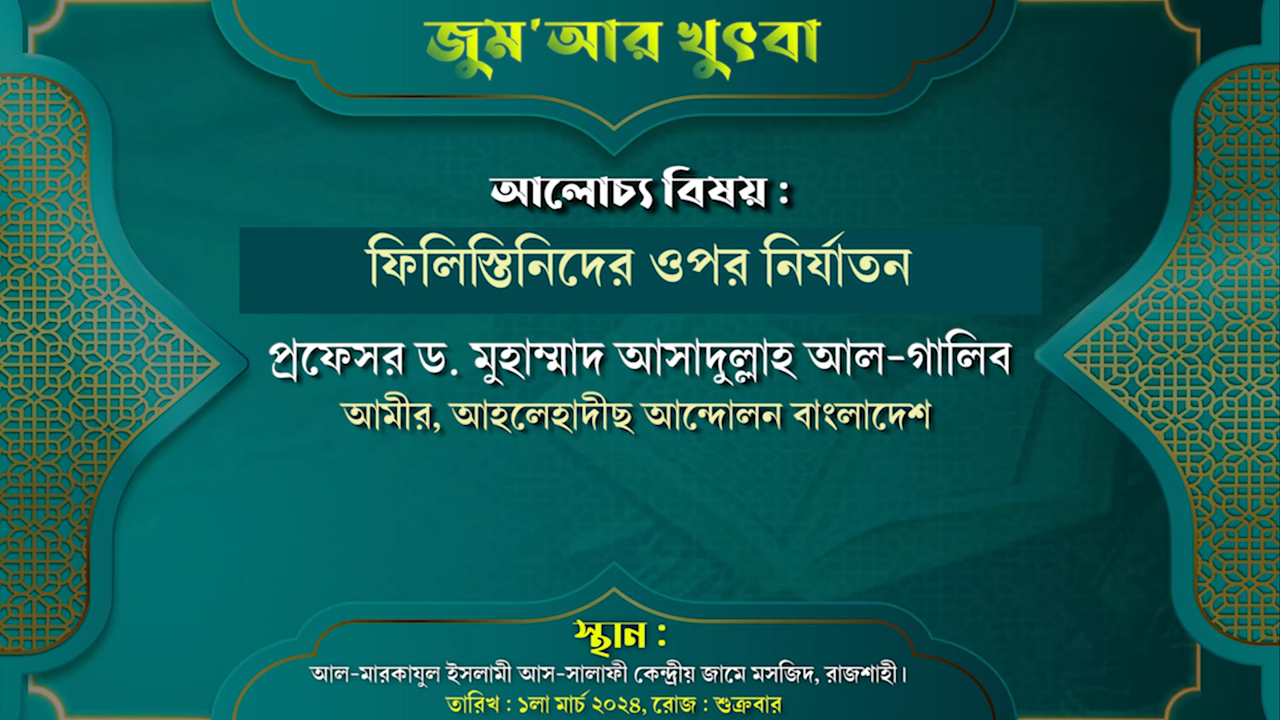 জুম'আর খুৎবা
আলোচ্য বিষয় :
ফিলিস্তিনিদের ওপর নির্যাতন
প্রফেসর ড. মুহাম্মাদ আসাদুল্লাহ আল-গালিব
আমীর, আহলেহাদীছ আন্দোলন বাংলাদেশ
স্থান :
আল-মারকাযুল ইসলামী আস-সালাফী কেন্দ্রীয় জামে মসজিদ, রাজশাহী।
তারিখ : ১লা মার্চ ২০২৪, রোজ : শুক্রবার